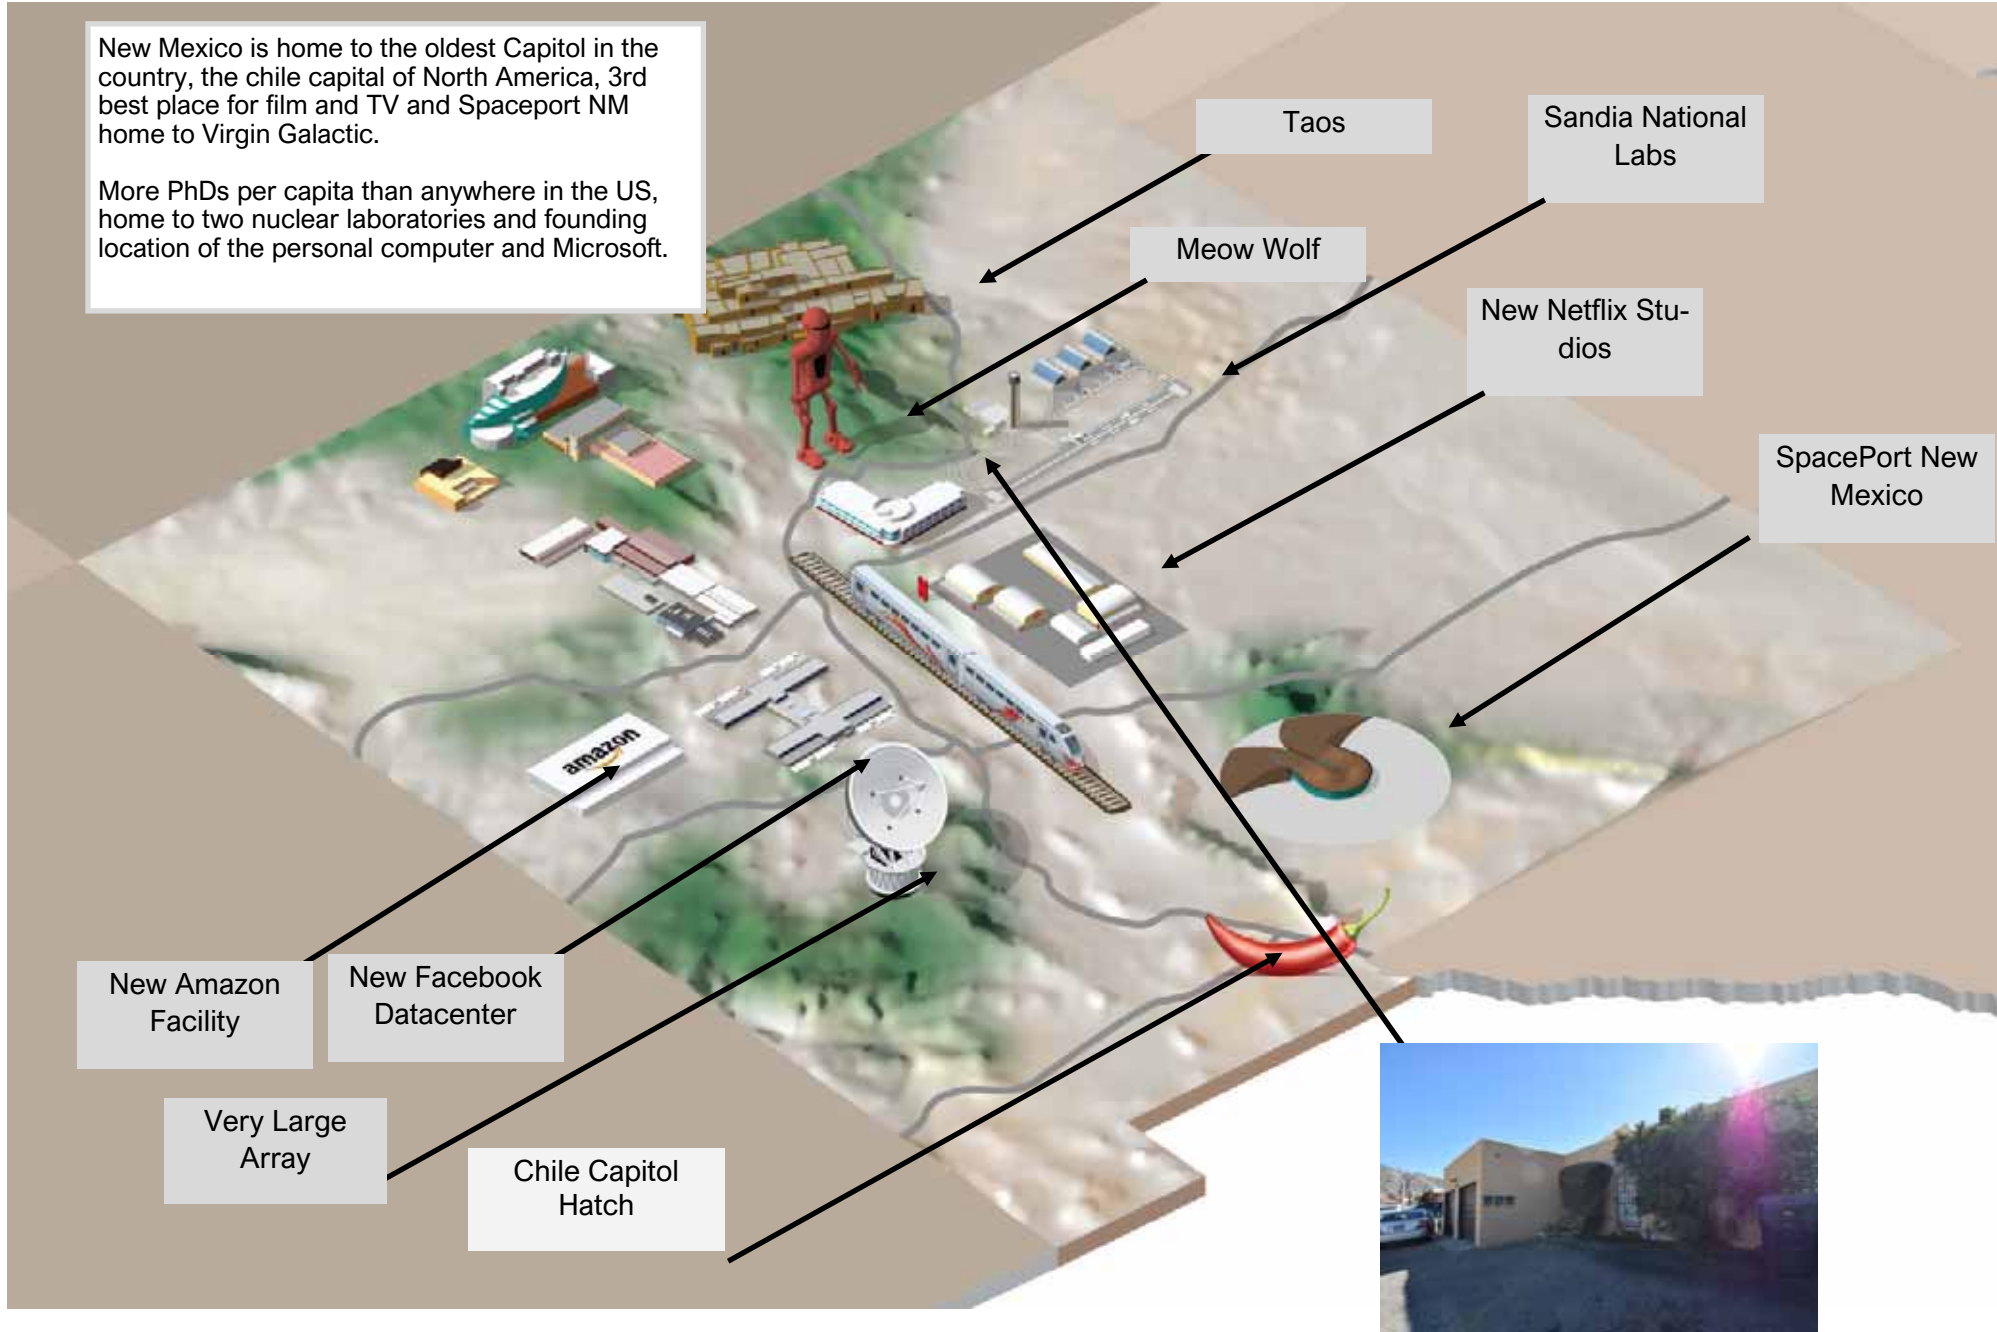 New Mexico is home to the oldest Capitol in the
country, the chile capital of North America, 3rd
best place for film and TV and Spaceport NM
home to Virgin Galactic.
More PhDs per capita than anywhere in the US,
home to two nuclear laboratories and founding
location of the personal computer and Microsoft.
Taos
Sandia National
Labs
Meow Wolf
New Netflix Stu-
dios
SpacePort New
Mexico
amazon
New Amazon
Facility
New Facebook
Datacenter
Very Large
Array
Chile Capitol
Hatch